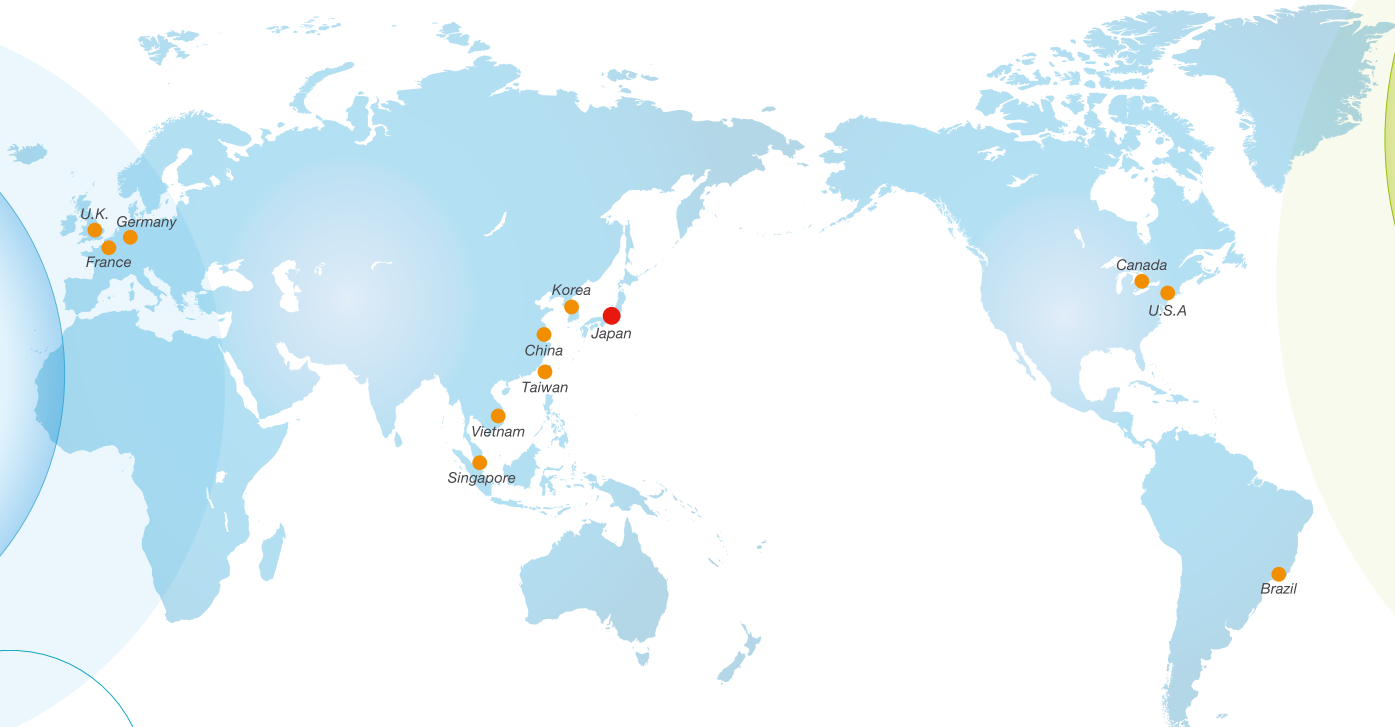 U.K.
Germany
France
Korea
Japan
China
Taiwan
Vietnam
Singapore
Canada
U.S.A
Brazil